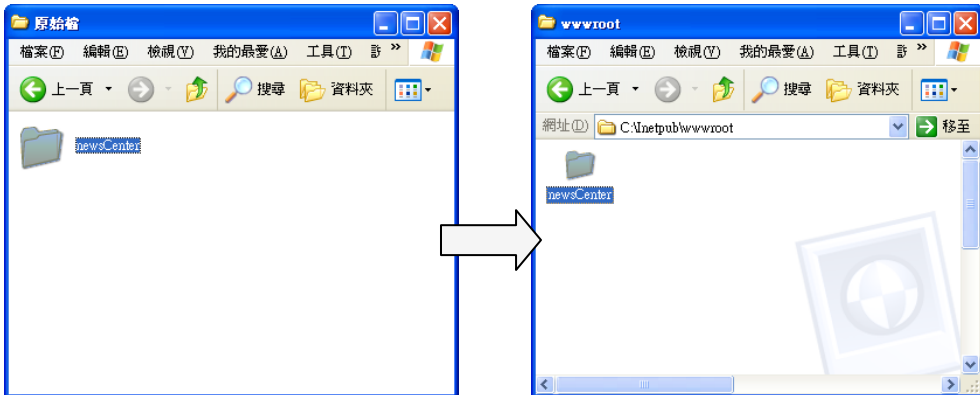 原始檔
檔案(F) 編輯(E) 檢視(V) 我的最愛(A) 工具(T) »
上一頁 搜尋 資料夾
newsCenter
wwwroot
檔案(F) 編輯(E) 檢視(V) 我的最愛(A) 工具(T) »
上一頁 搜尋 資料夾
網址(D) C:\Inetpub\wwwroot 移至
newsCenter